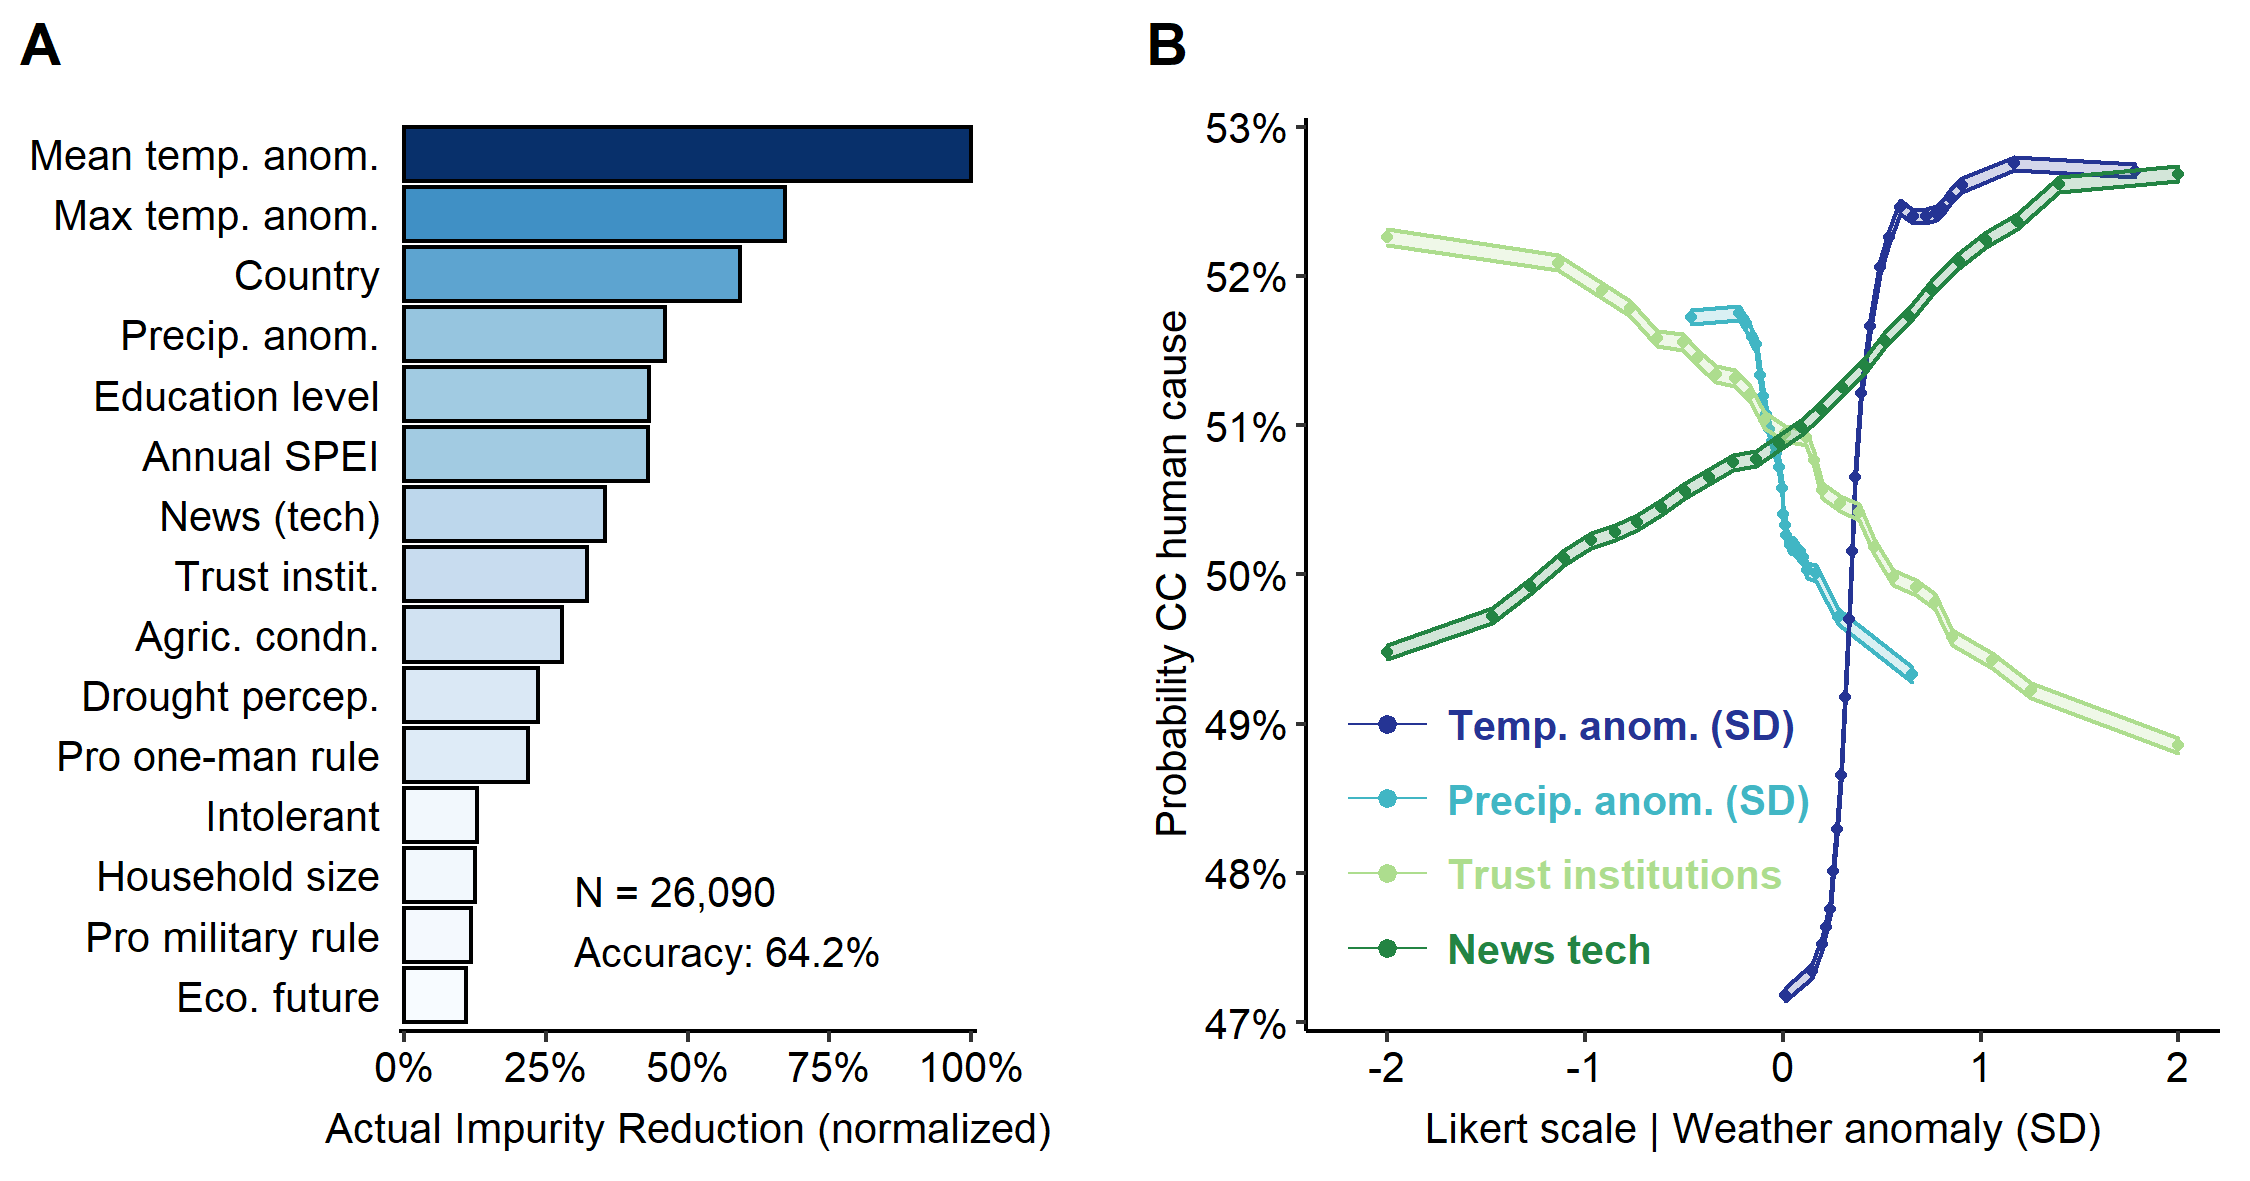 A
Mean temp. anom.
Max temp. anom.
Country
Precip. anom.
Education level
Annual SPEI
News (tech)
Trust instit.
Agric. condn.
Drought percep.
Pro one-man rule
Intolerant
Household size
Pro military rule
Eco. future
N = 26,090
Accuracy: 64.2%
0% 25% 50% 75% 100%
Actual Impurity Reduction (normalized)
B
Probability CC human cause
53%
52%
51%
50%
49%
48%
47%
Temp. anom. (SD)
Precip. anom. (SD)
Trust institutions
News tech
-2 -1 0 1 2
Likert scale | Weather anomaly (SD)